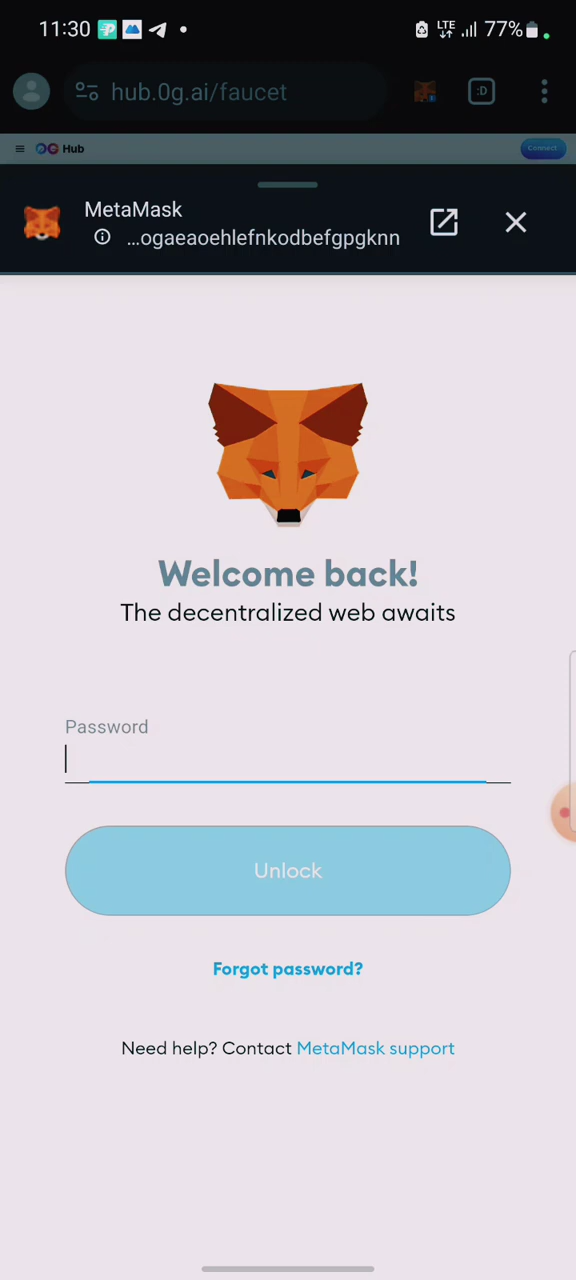 11:30 LTE 77%
hub.0g.ai/faucet :D
0G Hub Connect
MetaMask
...ogaeaoehlefnkodbefgpgknn
Welcome back!
The decentralized web awaits
Password
Unlock
Forgot password?
Need help? Contact MetaMask support